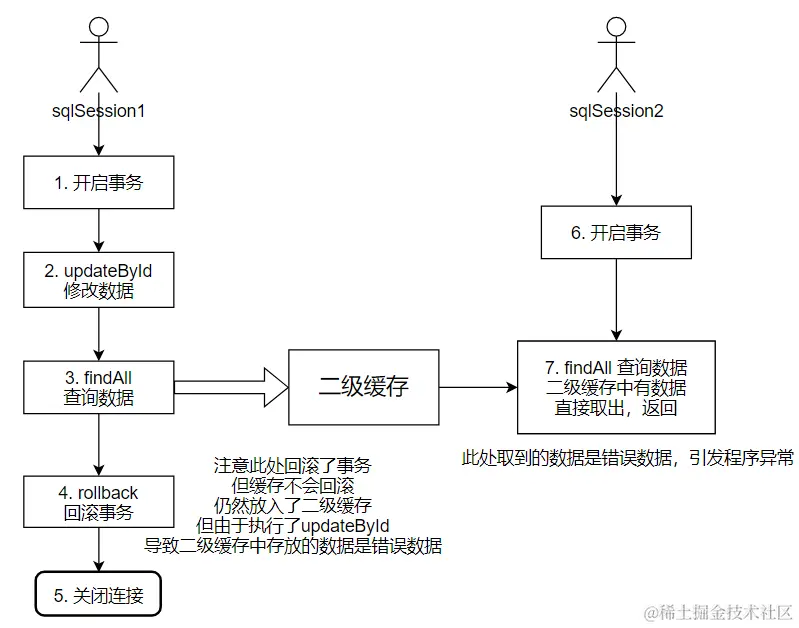 sqlSession1
1. 开启事务
2. updateById
修改数据
3. findAll
查询数据
4. rollback
回滚事务
5. 关闭连接
二级缓存
注意此处回滚了事务
但缓存不会回滚
仍然放入了二级缓存
但由于执行了updateById
导致二级缓存中存放的数据是错误数据
sqlSession2
6. 开启事务
7. findAll 查询数据
二级缓存中有数据
直接取出，返回
此处取到的数据是错误数据，引发程序异常
@稀土掘金技术社区